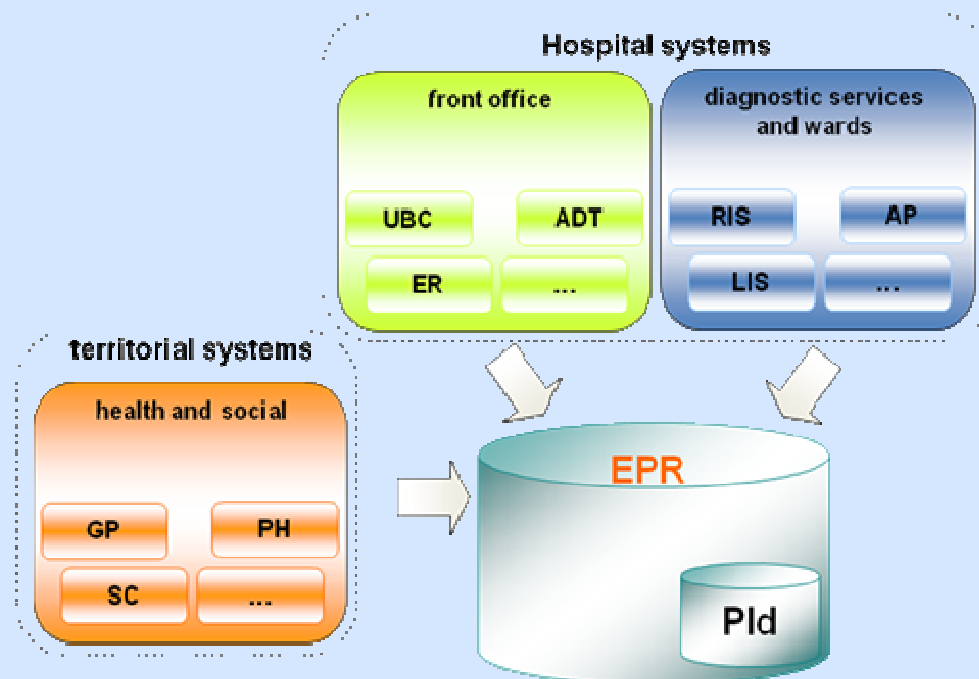 Hospital systems
front office
diagnostic services
and wards
UBC
ADT
RIS
AP
ER
...
LIS
...
territorial systems
health and social
GP
PH
SC
...
EPR
PId